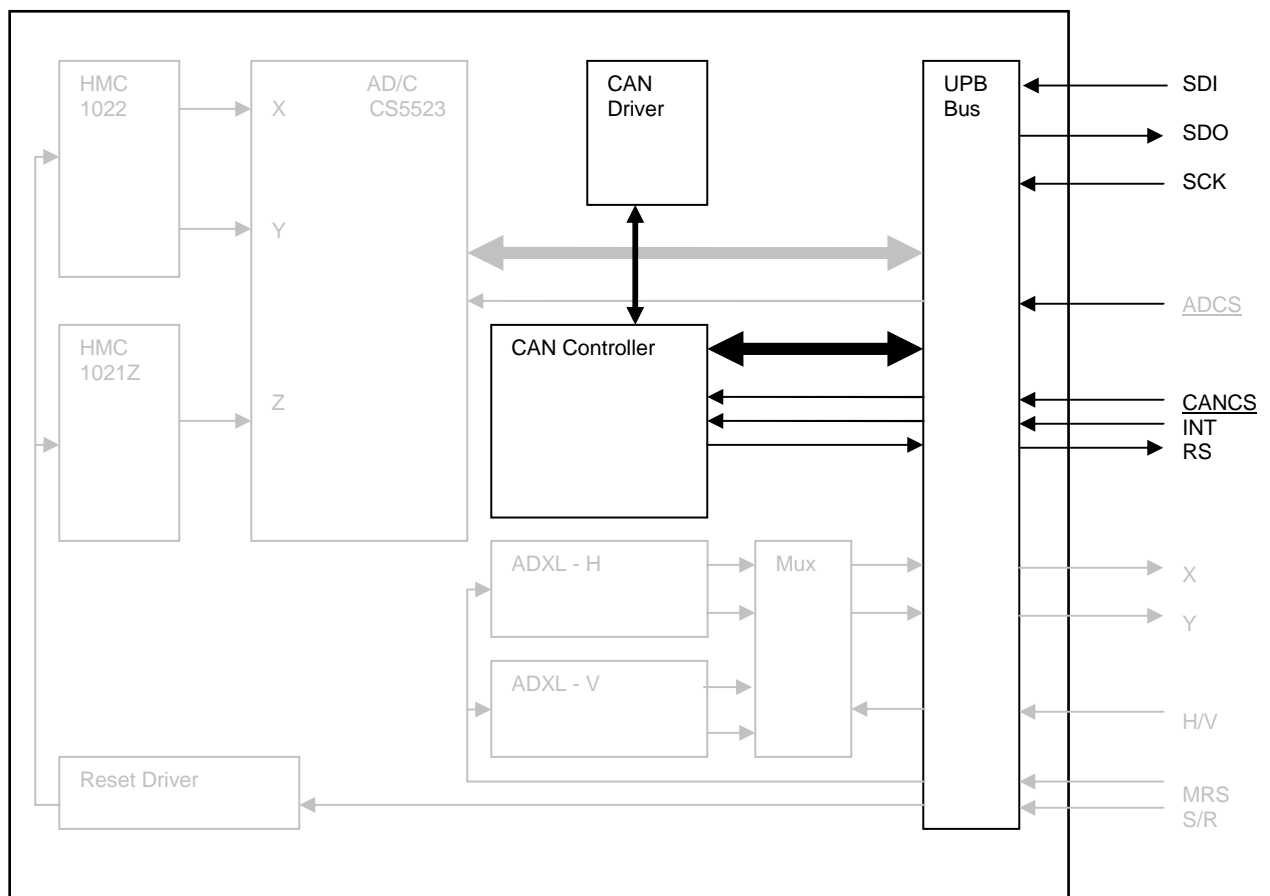 HMC
1022
AD/C
CS5523
X
Y
Z
HMC
1021Z
CAN
Driver
CAN Controller
UPB
Bus
ADXL - H
ADXL - V
Mux
Reset Driver
SDI
SDO
SCK
ADCS
CANCS
INT
RS
X
Y
H/V
MRS
S/R